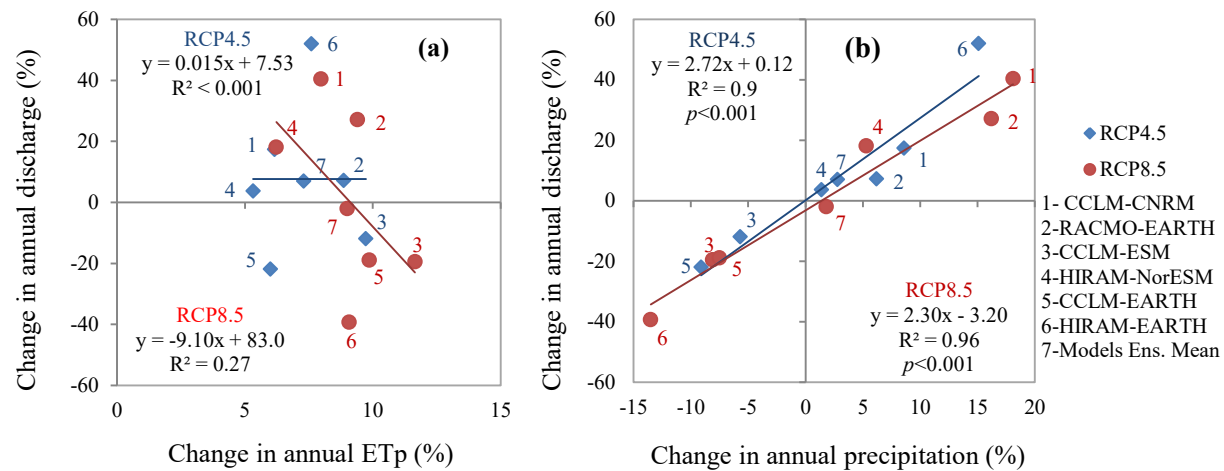 Change in annual discharge (%)
60
40
20
0
-20
-40
-60
(a)
RCP4.5
y = 0.015x + 7.53
R² < 0.001
6
1
2
4
1
7
2
4
3
7
3
5
5
6
RCP8.5
y = -9.10x + 83.0
R² = 0.27
0
5
10
15
Change in annual ETp (%)
Change in annual discharge (%)
60
40
20
0
-20
-40
-60
RCP4.5
y = 2.72x + 0.12
R² = 0.9
p<0.001
(b)
6
1
2
4
4
7
1
2
7
3
3
5
5
6
RCP8.5
y = 2.30x - 3.20
R² = 0.96
p<0.001
-15
-10
-5
0
5
10
15
20
Change in annual precipitation (%)
RCP4.5
RCP8.5
1- CCLM-CNRM
2-RACMO-EARTH
3-CCLM-ESM
4-HIRAM-NorESM
5-CCLM-EARTH
6-HIRAM-EARTH
7-Models Ens. Mean